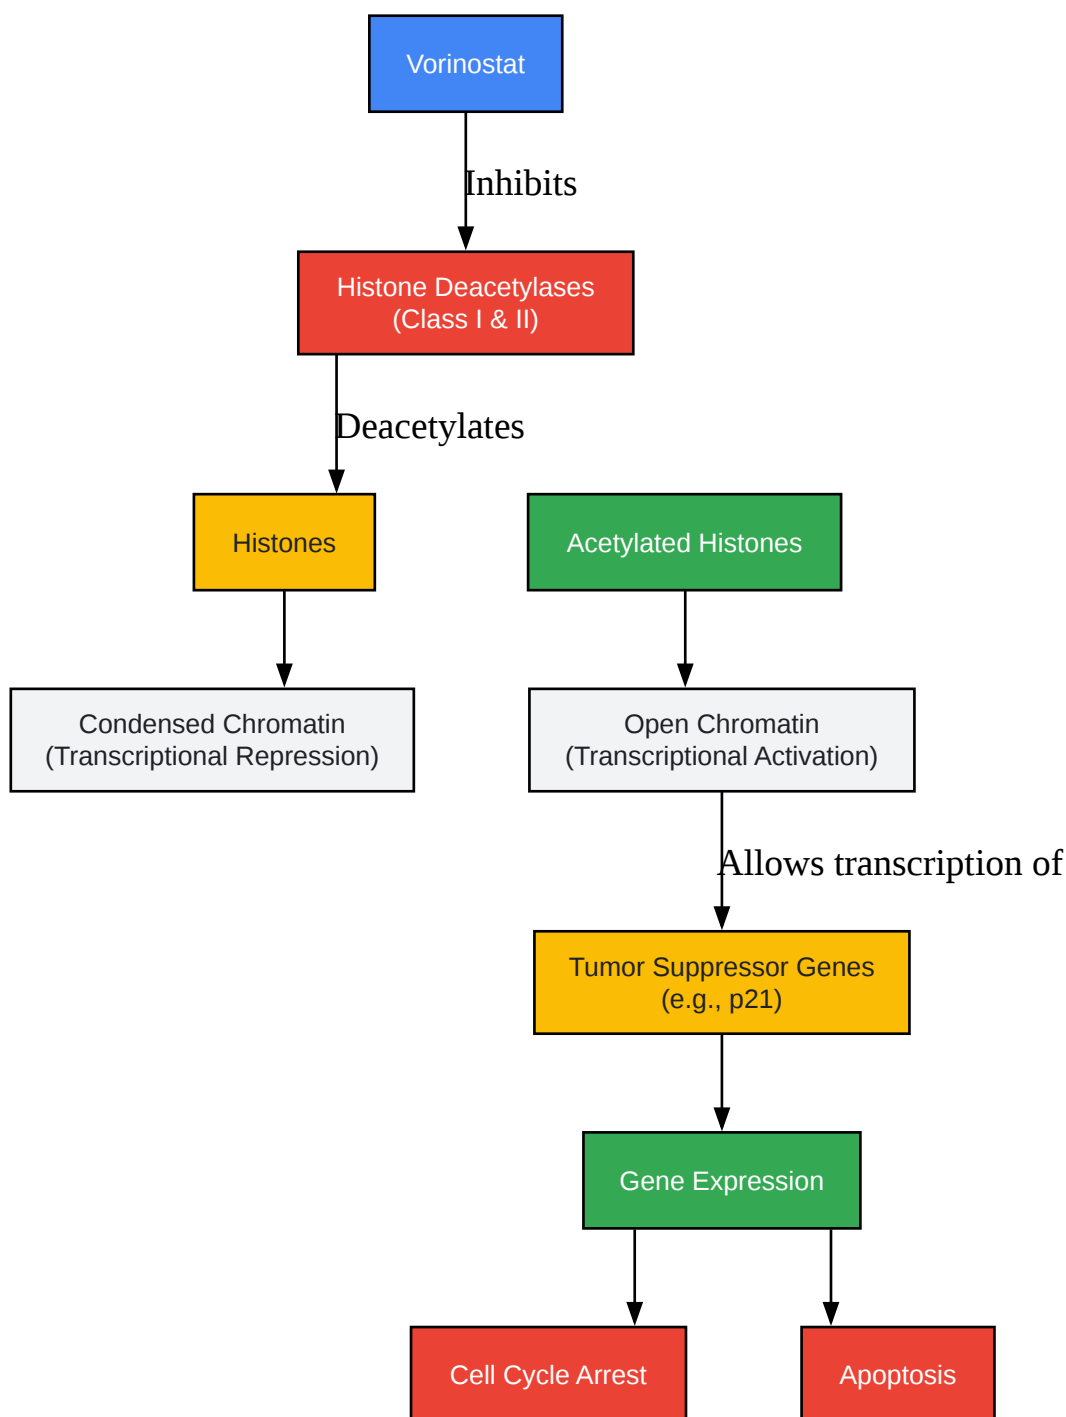 Vorinostat
Inhibits
Histone Deacetylases
(Class I & II)
Deacetylates
Histones
Acetylated Histones
Condensed Chromatin
(Transcriptional Repression)
Open Chromatin
(Transcriptional Activation)
Allows transcription of
Tumor Suppressor Genes
(e.g., p21)
Gene Expression
Cell Cycle Arrest
Apoptosis